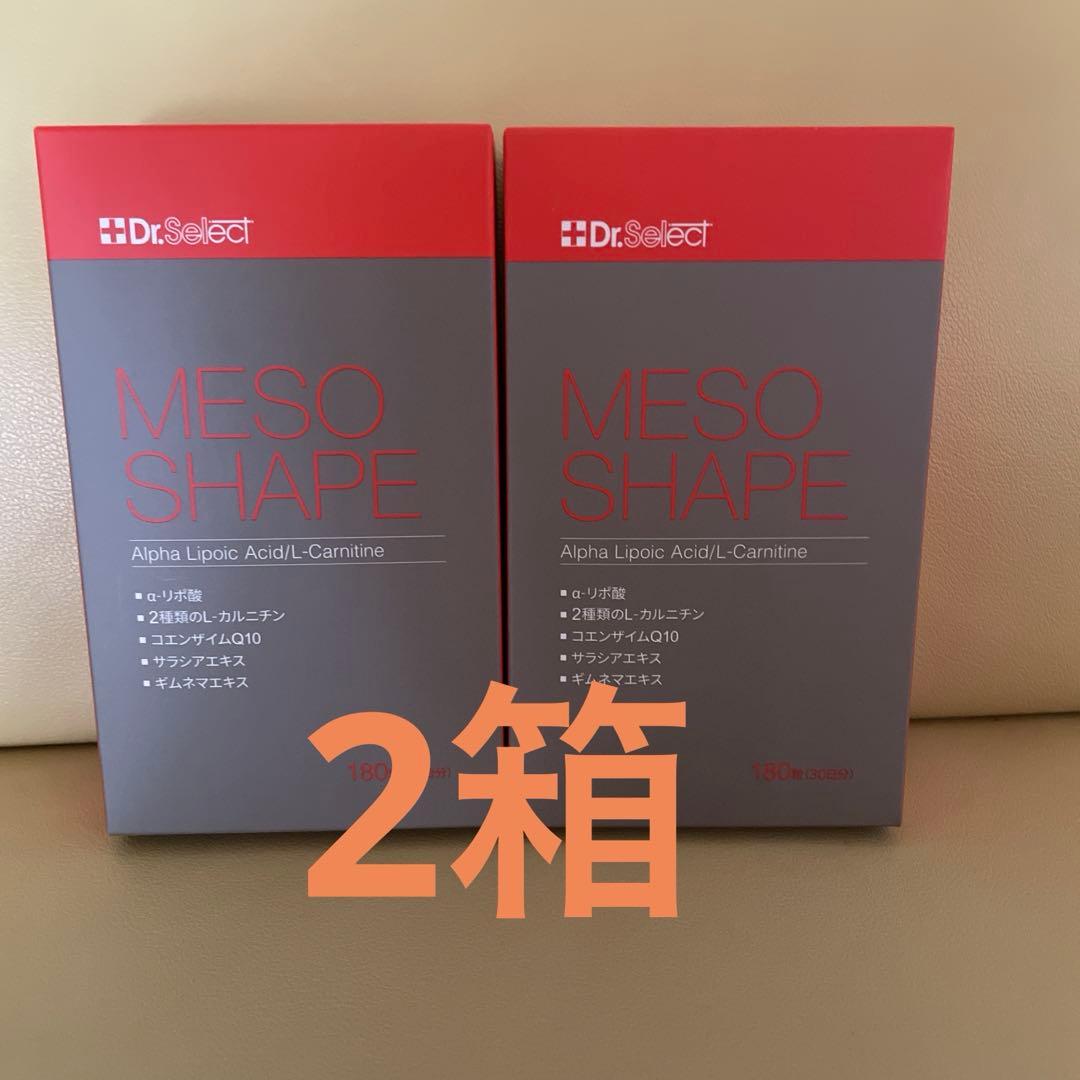 Dr.Select
MESO
SHAPE
Alpha Lipoic Acid/L-Carnitine
▪ α-リポ酸
▪ 2種類のL-カルニチン
▪ コエンザイムQ10
▪ サラシアエキス
▪ ギムネマエキス
180
Dr.Select
MESO
SHAPE
Alpha Lipoic Acid/L-Carnitine
▪ α-リポ酸
▪ 2種類のL-カルニチン
▪ コエンザイムQ10
▪ サラシアエキス
▪ ギムネマエキス
180粒(30日分)
2箱